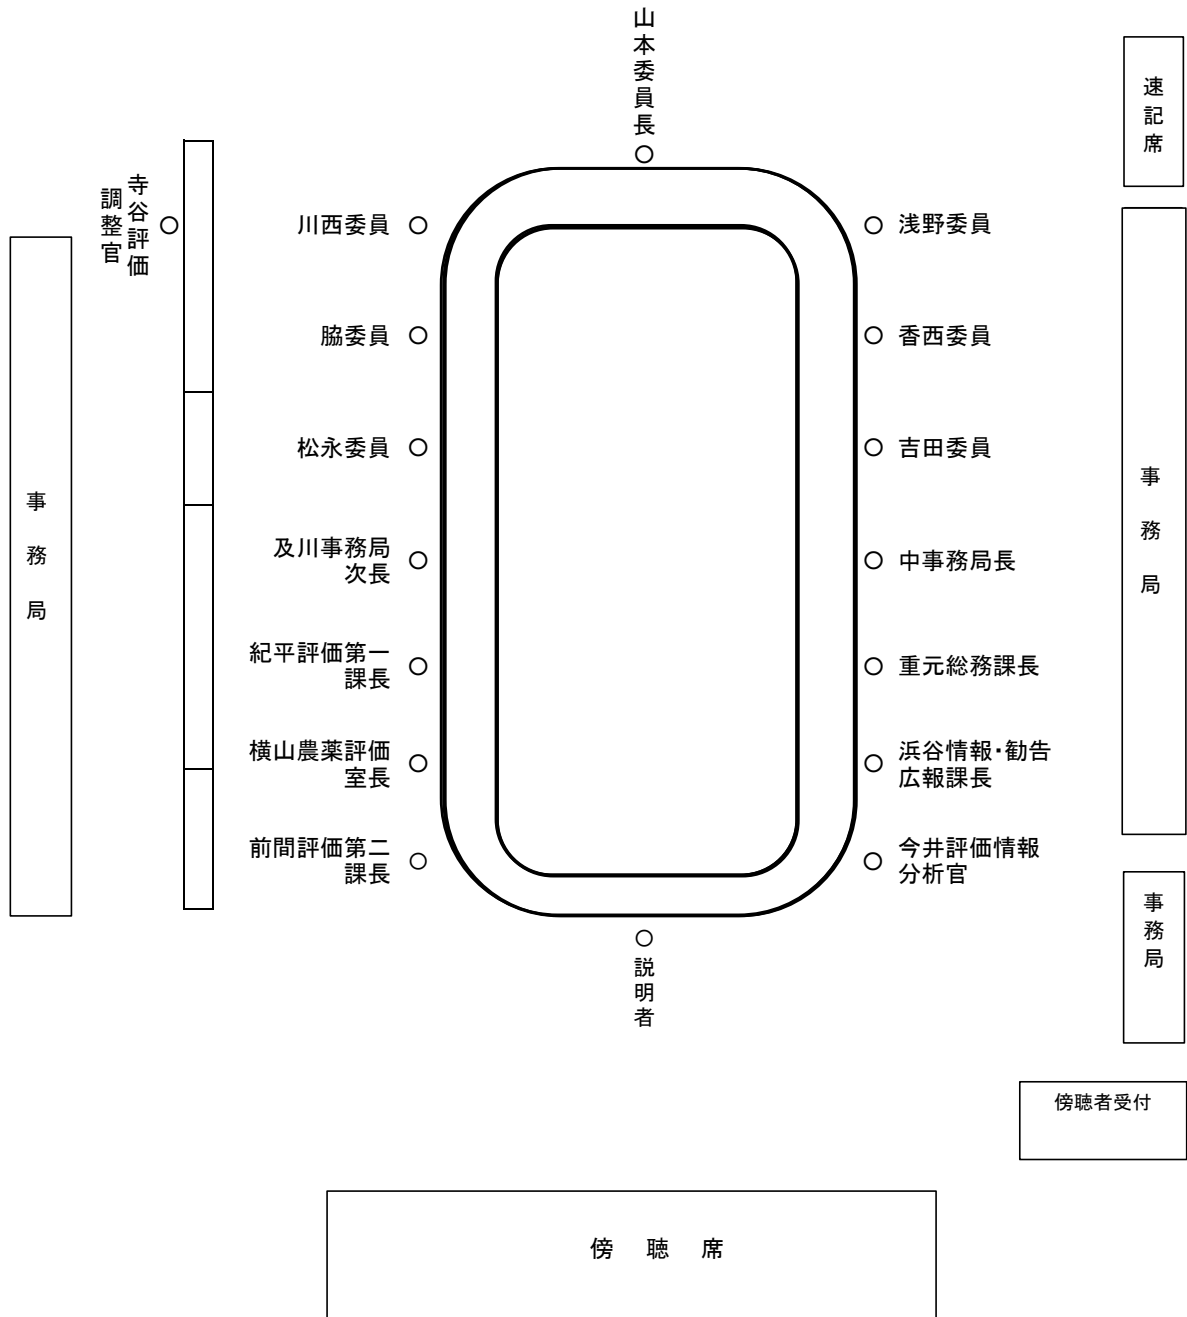 山本委員長
速記席
寺谷評価
調整官
川西委員
浅野委員
脇委員
香西委員
松永委員
吉田委員
事務局
事務局
及川事務局
次長
中事務局長
紀平評価第一
課長
重元総務課長
横山農薬評価
室長
浜谷情報・勧告
広報課長
前間評価第二
課長
今井評価情報
分析官
事務局
説明者
傍聴者受付
傍 聴 席